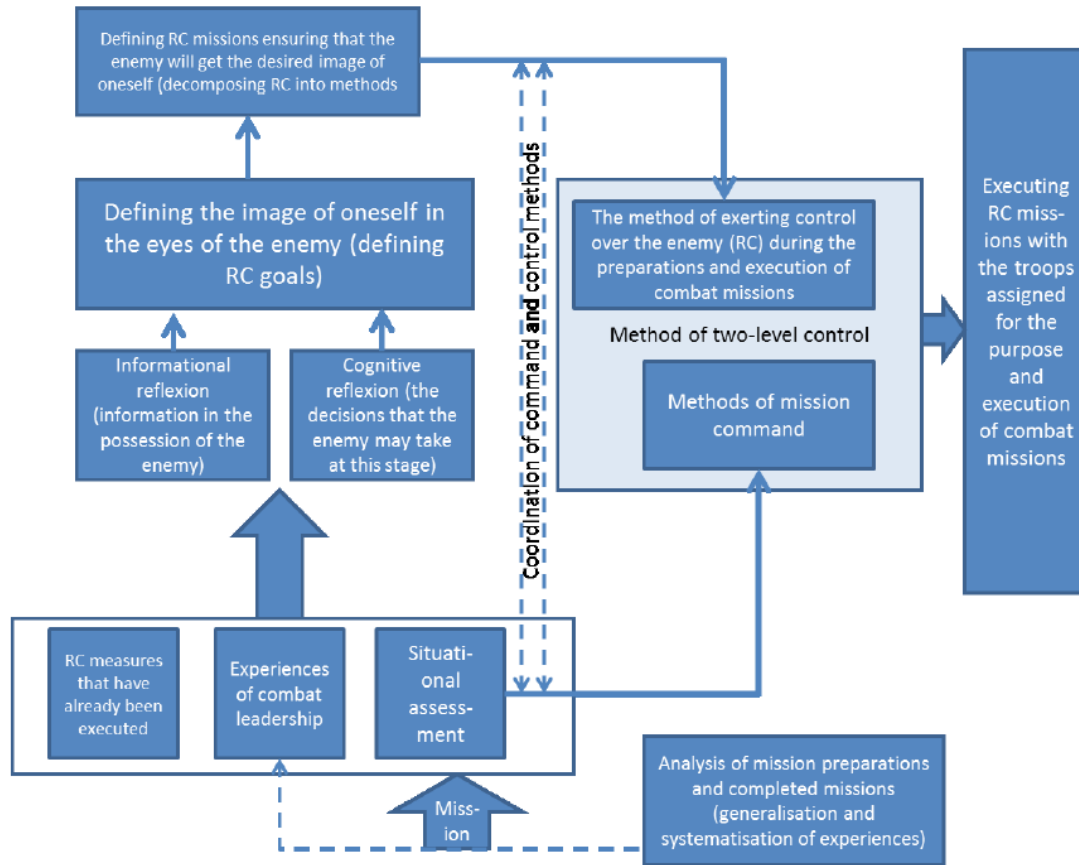 Defining RC missions ensuring that the
enemy will get the desired image of
oneself (decomposing RC into methods
Defining the image of oneself in
the eyes of the enemy (defining
RC goals)
Informational
reflexion
(information in the
possession of the
enemy)
Cognitive
reflexion (the
decisions that the
enemy may take
at this stage)
RC measures
that have
already been
executed
Experiences
of combat
leadership
Situati-
onal
assess-
ment
Miss-
ion
Coordination of command and control methods
The method of exerting control
over the enemy (RC) during the
preparations and execution of
combat missions
Method of two-level control
Methods of mission
command
Analysis of mission preparations
and completed missions
(generalisation and
systematisation of experiences)
Executing
RC miss-
ions with
the troops
assigned
for the
purpose
and
execution
of combat
missions